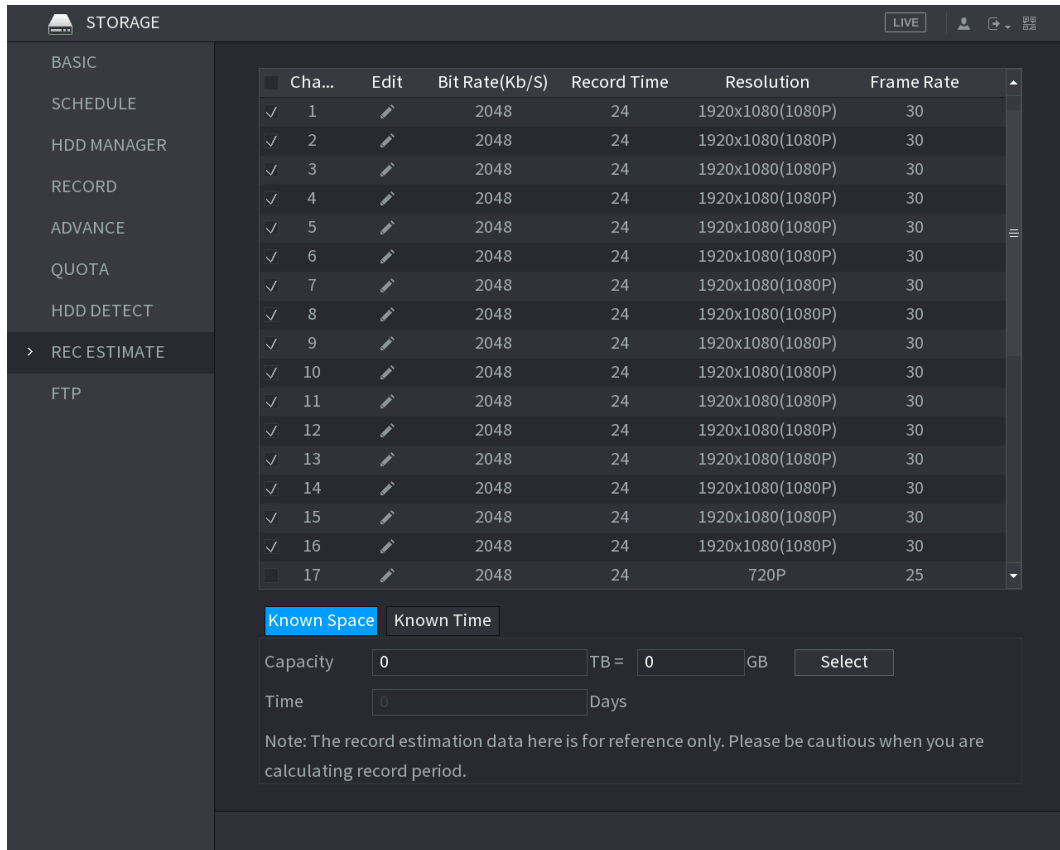 STORAGE
LIVE
BASIC
SCHEDULE
HDD MANAGER
RECORD
ADVANCE
QUOTA
HDD DETECT
REC ESTIMATE
FTP
Cha... Edit Bit Rate(Kb/S) Record Time Resolution Frame Rate
1 2048 24 1920x1080(1080P) 30
2 2048 24 1920x1080(1080P) 30
3 2048 24 1920x1080(1080P) 30
4 2048 24 1920x1080(1080P) 30
5 2048 24 1920x1080(1080P) 30
6 2048 24 1920x1080(1080P) 30
7 2048 24 1920x1080(1080P) 30
8 2048 24 1920x1080(1080P) 30
9 2048 24 1920x1080(1080P) 30
10 2048 24 1920x1080(1080P) 30
11 2048 24 1920x1080(1080P) 30
12 2048 24 1920x1080(1080P) 30
13 2048 24 1920x1080(1080P) 30
14 2048 24 1920x1080(1080P) 30
15 2048 24 1920x1080(1080P) 30
16 2048 24 1920x1080(1080P) 30
17 2048 24 720P 25
Known Space Known Time
Capacity 0 TB = 0 GB Select
Time 0 Days
Note: The record estimation data here is for reference only. Please be cautious when you are
calculating record period.